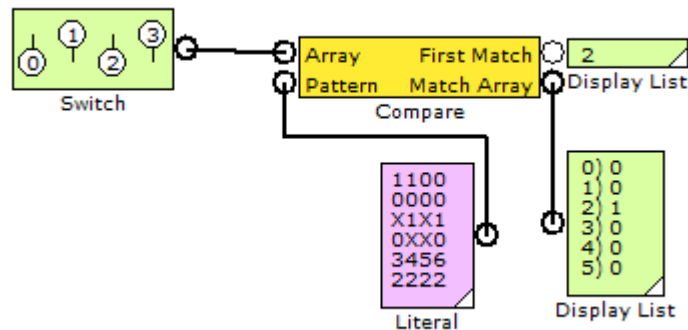 0 1 2 3
Switch
Array First Match
Pattern Match Array
Compare
2
Display List
1100
0000
X1X1
0XX0
3456
2222
Literal
0) 0
1) 0
2) 1
3) 0
4) 0
5) 0
Display List